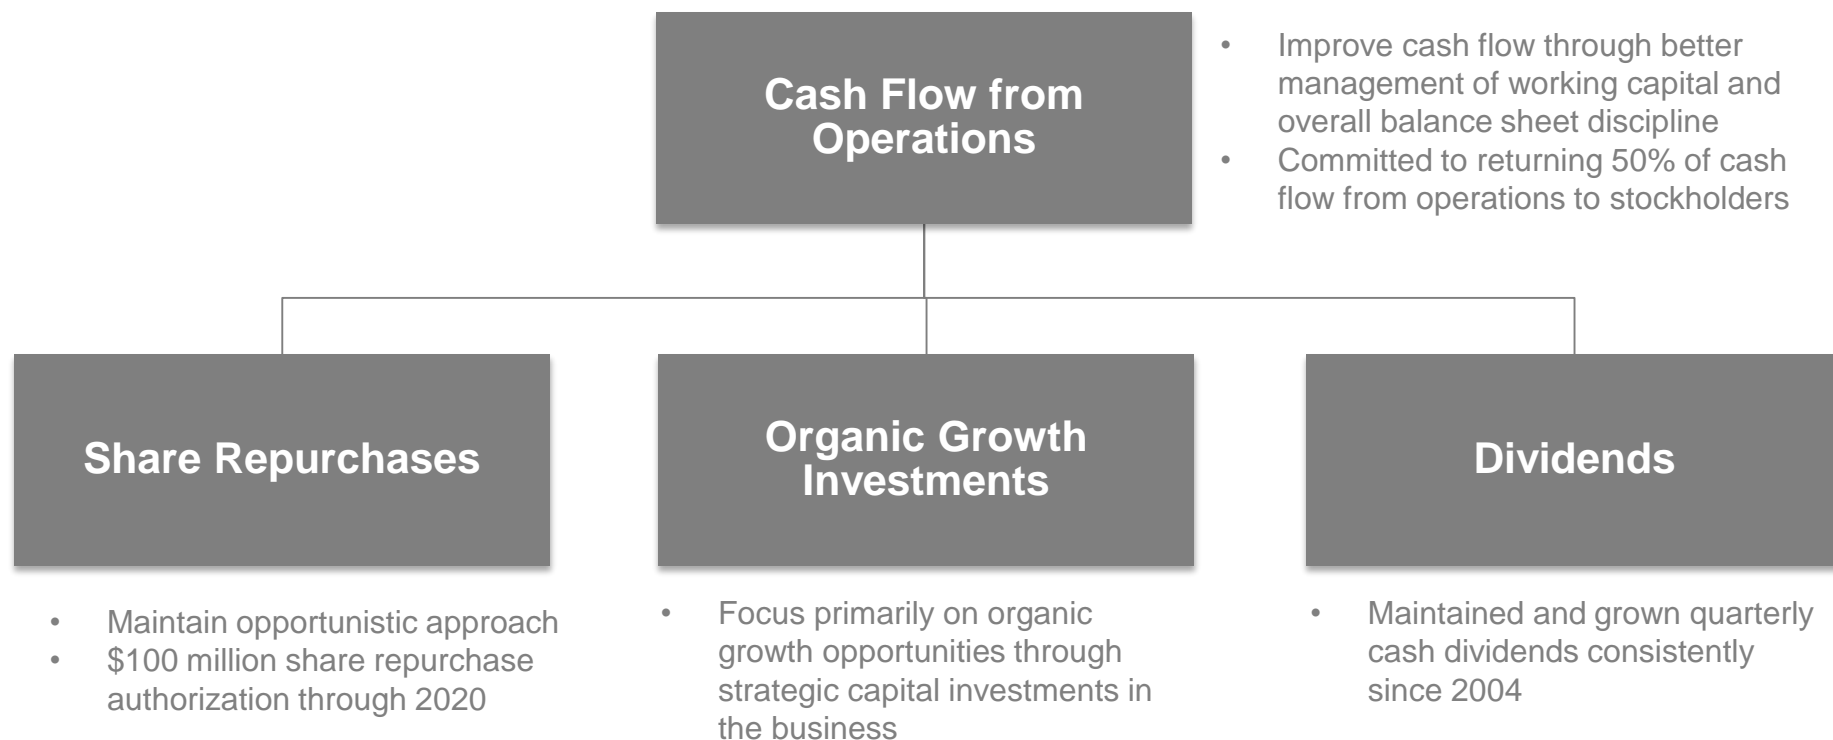 Cash Flow from
Operations
• Improve cash flow through better
management of working capital and
overall balance sheet discipline
• Committed to returning 50% of cash
flow from operations to stockholders
Share Repurchases
• Maintain opportunistic approach
• $100 million share repurchase
authorization through 2020
Organic Growth
Investments
• Focus primarily on organic
growth opportunities through
strategic capital investments in
the business
Dividends
• Maintained and grown quarterly
cash dividends consistently
since 2004